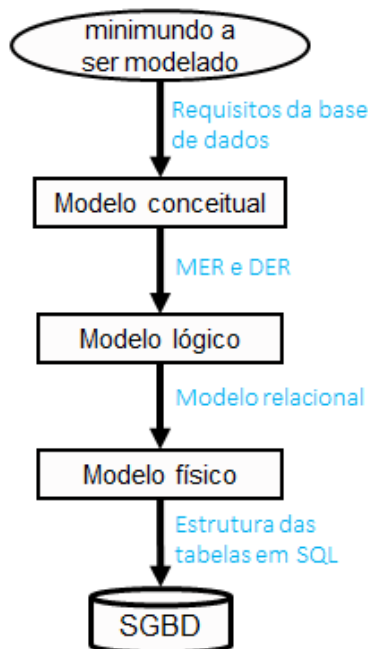 minimundo a
ser modelado
Requisitos da base
de dados
Modelo conceitual
MER e DER
Modelo lógico
Modelo relacional
Modelo físico
Estrutura das
tabelas em SQL
SGBD